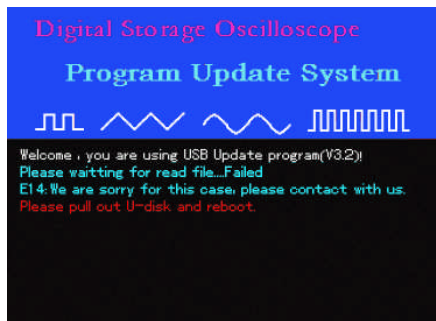 Digital Storage Oscilloscope
Program Update System
Welcome , you are using USB Update program(V3.2)!
Please waitting for read file...Failed
E14:We are sorry for this case, please contact with us.
Please pull out U-disk and reboot.